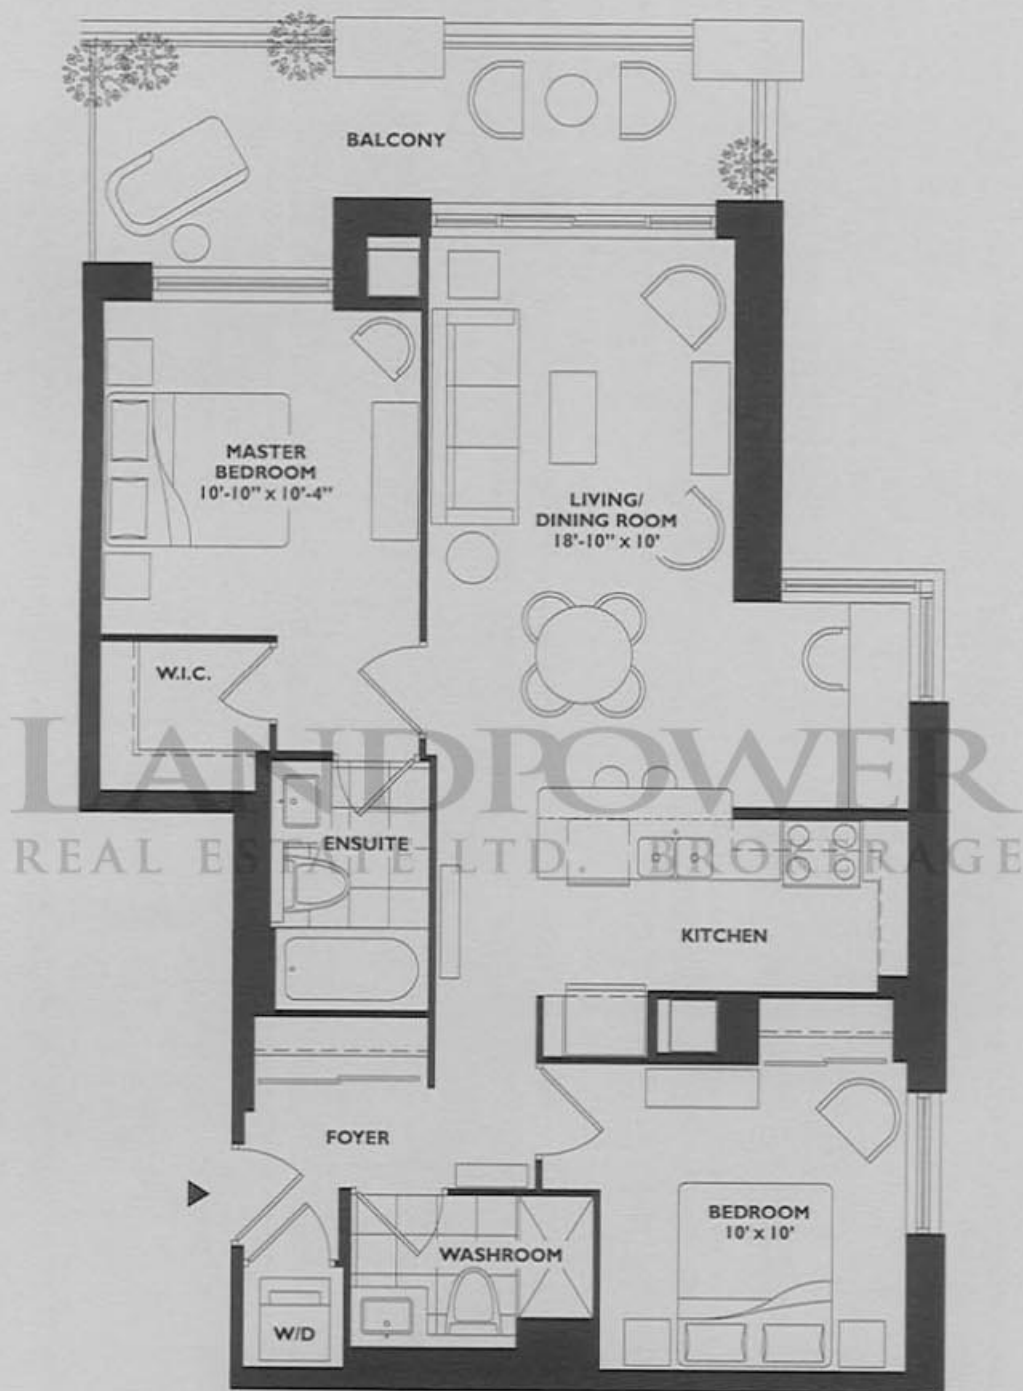 BALCONY
MASTER
BEDROOM
10'-10" x 10'-4"
LIVING/
DINING ROOM
18'-10" x 10'
W.I.C.
LANDPOWER
REAL ESTATE LTD. BROKERAGE
ENSUITE
KITCHEN
FOYER
BEDROOM
10' x 10'
WASHROOM
W/D